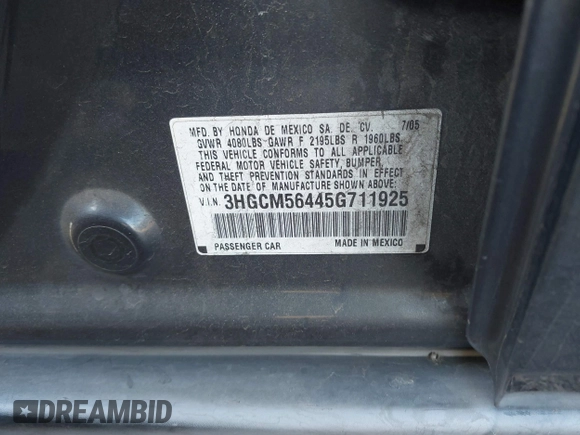 MFD. BY HONDA DE MEXICO SA. DE. CV. 7/05
GVWR 4080LBS GAWR F 2195LBS R 1960LBS
THIS VEHICLE CONFORMS TO ALL APPLICABLE
FEDERAL MOTOR VEHICLE SAFETY, BUMPER,
AND THEFT PREVENTION STANDARDS IN EFFECT
ON THE DATE OF MANUFACTURE SHOWN ABOVE.
V.I.N. 3HGCM56445G711925
PASSENGER CAR MADE IN MEXICO
DREAMBID